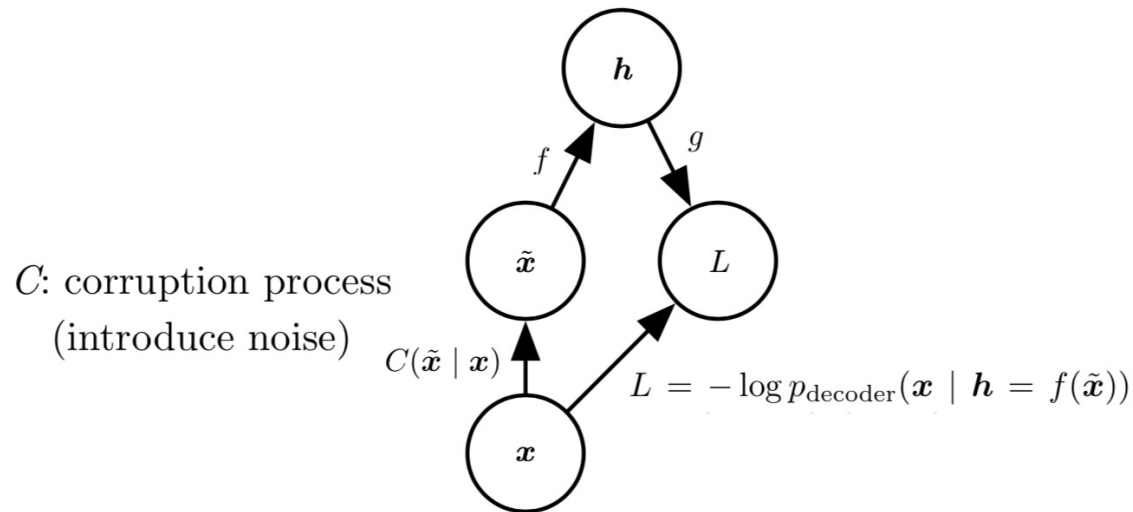 h
f
g
x̃
L
C: corruption process
(introduce noise)
C(x̃ | x)
L = − log p_decoder(x | h = f(x̃))
x